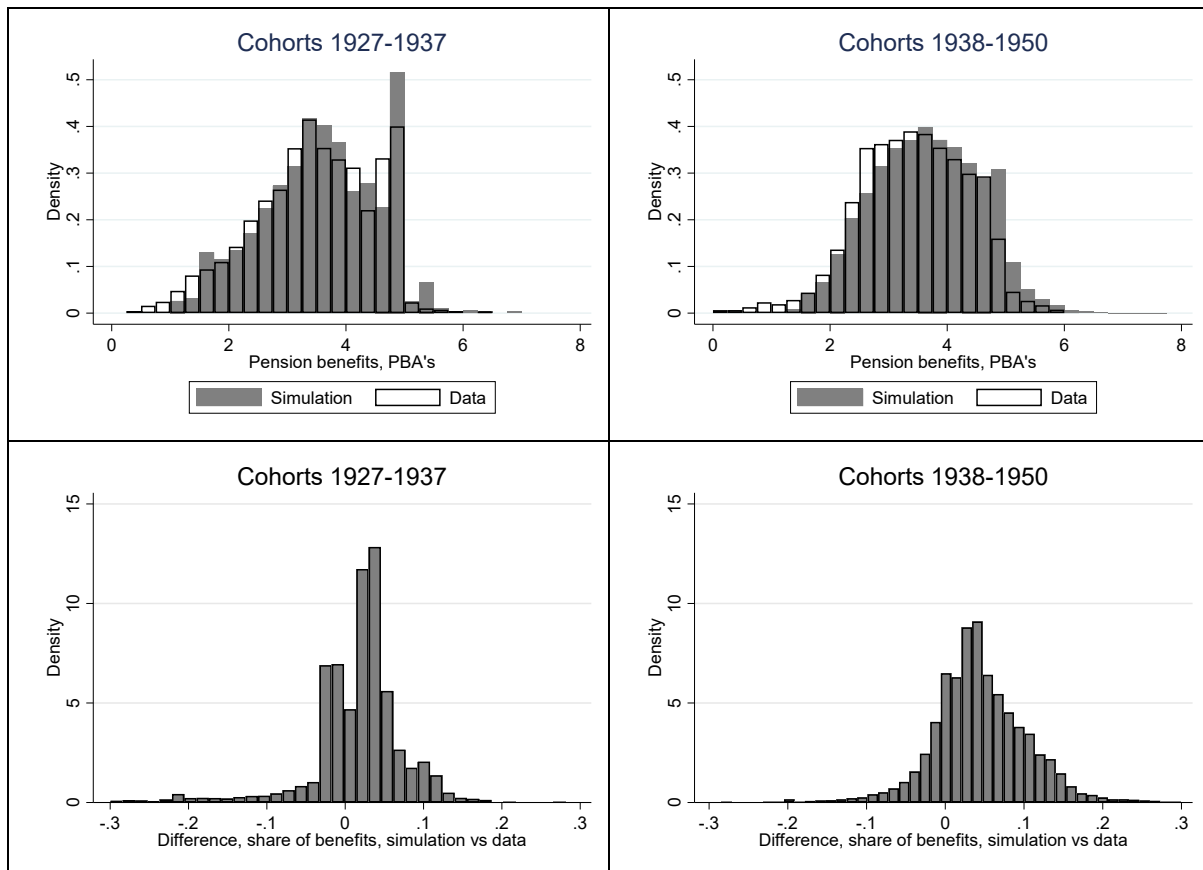 Cohorts 1927-1937
Density
.5
.4
.3
.2
.1
0
0 2 4 6 8
Pension benefits, PBA's
Simulation Data
Cohorts 1938-1950
Density
.5
.4
.3
.2
.1
0
0 2 4 6 8
Pension benefits, PBA's
Simulation Data
Cohorts 1927-1937
Density
15
10
5
0
-.3 -.2 -.1 0 .1 .2 .3
Difference, share of benefits, simulation vs data
Cohorts 1938-1950
Density
15
10
5
0
-.3 -.2 -.1 0 .1 .2 .3
Difference, share of benefits, simulation vs data